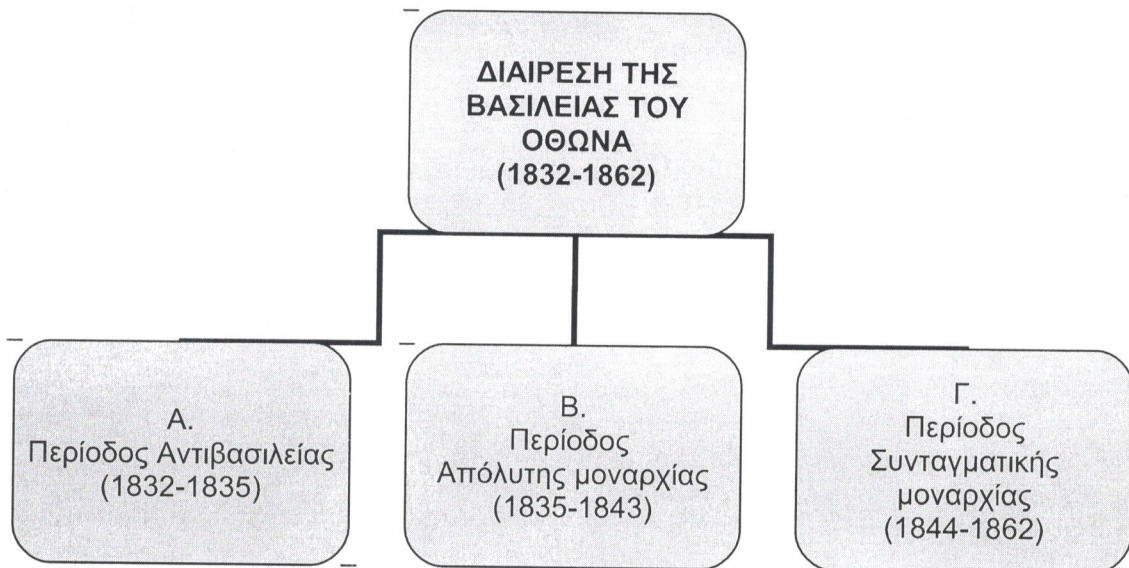 ΔΙΑΙΡΕΣΗ ΤΗΣ
ΒΑΣΙΛΕΙΑΣ ΤΟΥ
ΟΘΩΝΑ
(1832-1862)
Α.
Περίοδος Αντιβασιλείας
(1832-1835)
Β.
Περίοδος
Απόλυτης μοναρχίας
(1835-1843)
Γ.
Περίοδος
Συνταγματικής
μοναρχίας
(1844-1862)